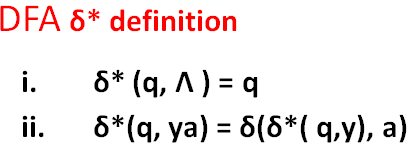 DFA δ* definition
i. δ* (q, Λ ) = q
ii. δ*(q, ya) = δ(δ*( q,y), a)